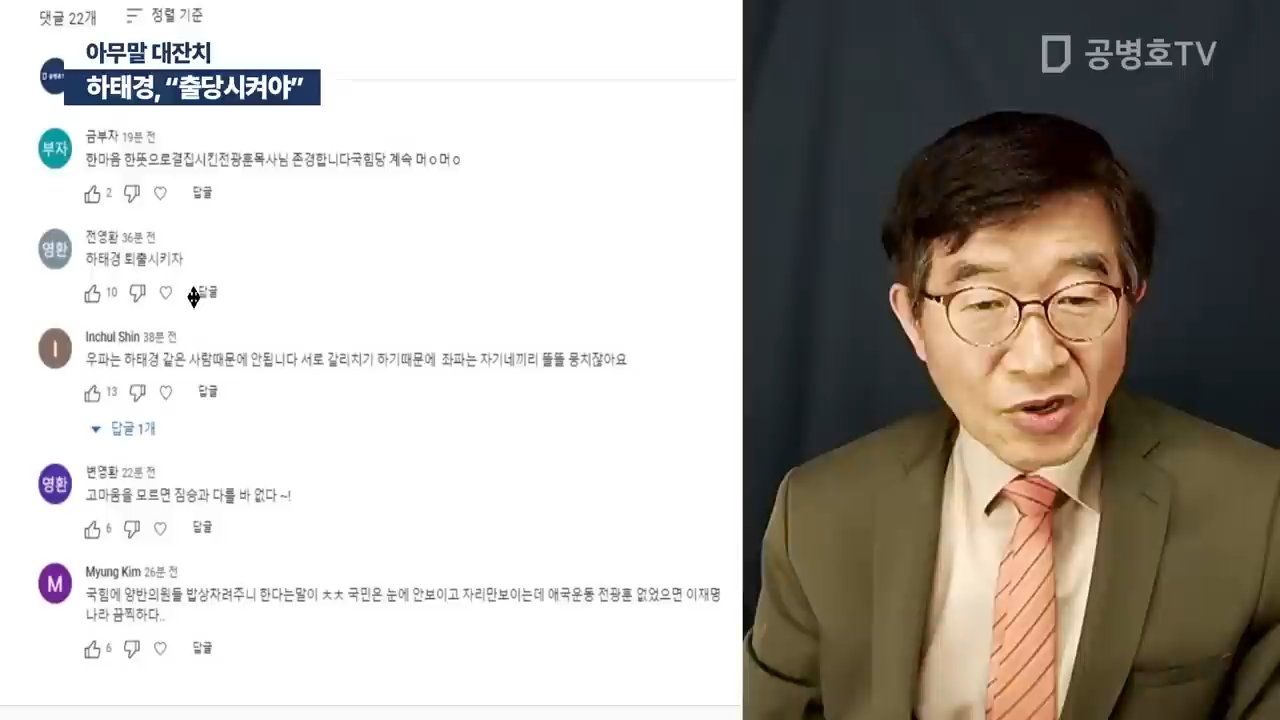 댓글 22개
정렬 기준
공병호TV
아무말 대잔치
하태경, “출당시켜야”
부자
금부자 19분 전
한마음 한뜻으로결집시킨전광훈목사님 존경합니다국힘당 계속 머ㅇ머ㅇ
2
답글
영환
전영환 36분 전
하태경 퇴출시키자
10
답글
I
Inchul Shin 38분 전
우파는 하태경 같은 사람때문에 안됩니다 서로 갈리치기 하기때문에 좌파는 자기네끼리 똘똘 뭉치잖아요
13
답글
답글 1개
영환
변영환 22분 전
고마움을 모르면 짐승과 다를 바 없다 ~!
6
답글
M
Myung Kim 26분 전
국힘에 양반의원들 밥상자려주니 한다는말이 ㅊㅊ 국민은 눈에 안보이고 자리만보이는데 애국운동 전광훈 없었으면 이재명
나라 끔찍하다..
6
답글